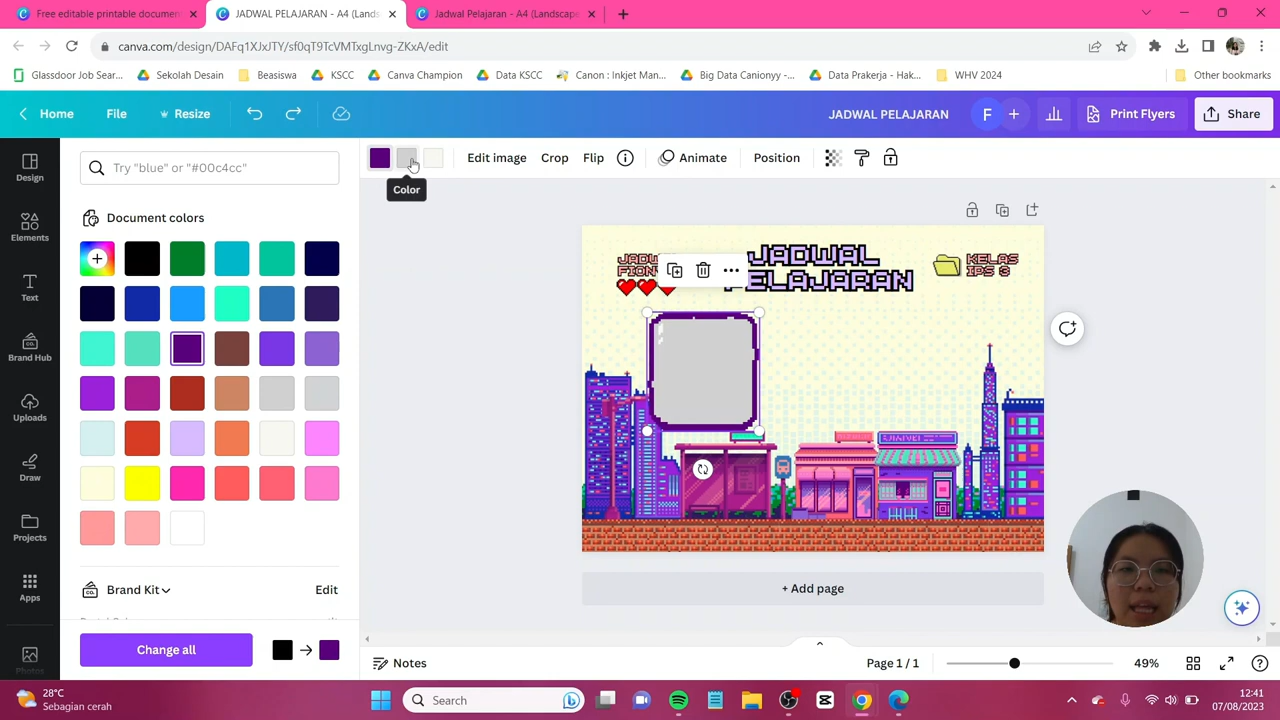 Free editable printable documen
JADWAL PELAJARAN - A4 (Lands
Jadwal Pelajaran - A4 (Landscap
canva.com/design/DAFq1XJxJTY/sf0qT9TcVMTxgLnvg-ZKxA/edit
Glassdoor Job Sear...
Sekolah Desain
Beasiswa
KSCC
Canva Champion
Data KSCC
Canon : Inkjet Man...
Big Data Canionyy -...
Data Prakerja - Hak...
WHV 2024
Other bookmarks
Home
File
Resize
JADWAL PELAJARAN
F
Print Flyers
Share
Design
Elements
Text
Brand Hub
Uploads
Draw
Projects
Apps
Photos
Try "blue" or "#00c4cc"
Document colors
Brand Kit
Edit
Change all
Edit image
Crop
Flip
Animate
Position
Color
JADWAL
PELAJARAN
KELAS
IPS 3
+ Add page
Notes
Page 1 / 1
49%
28°C
Sebagian cerah
Search
12:41
07/08/2023